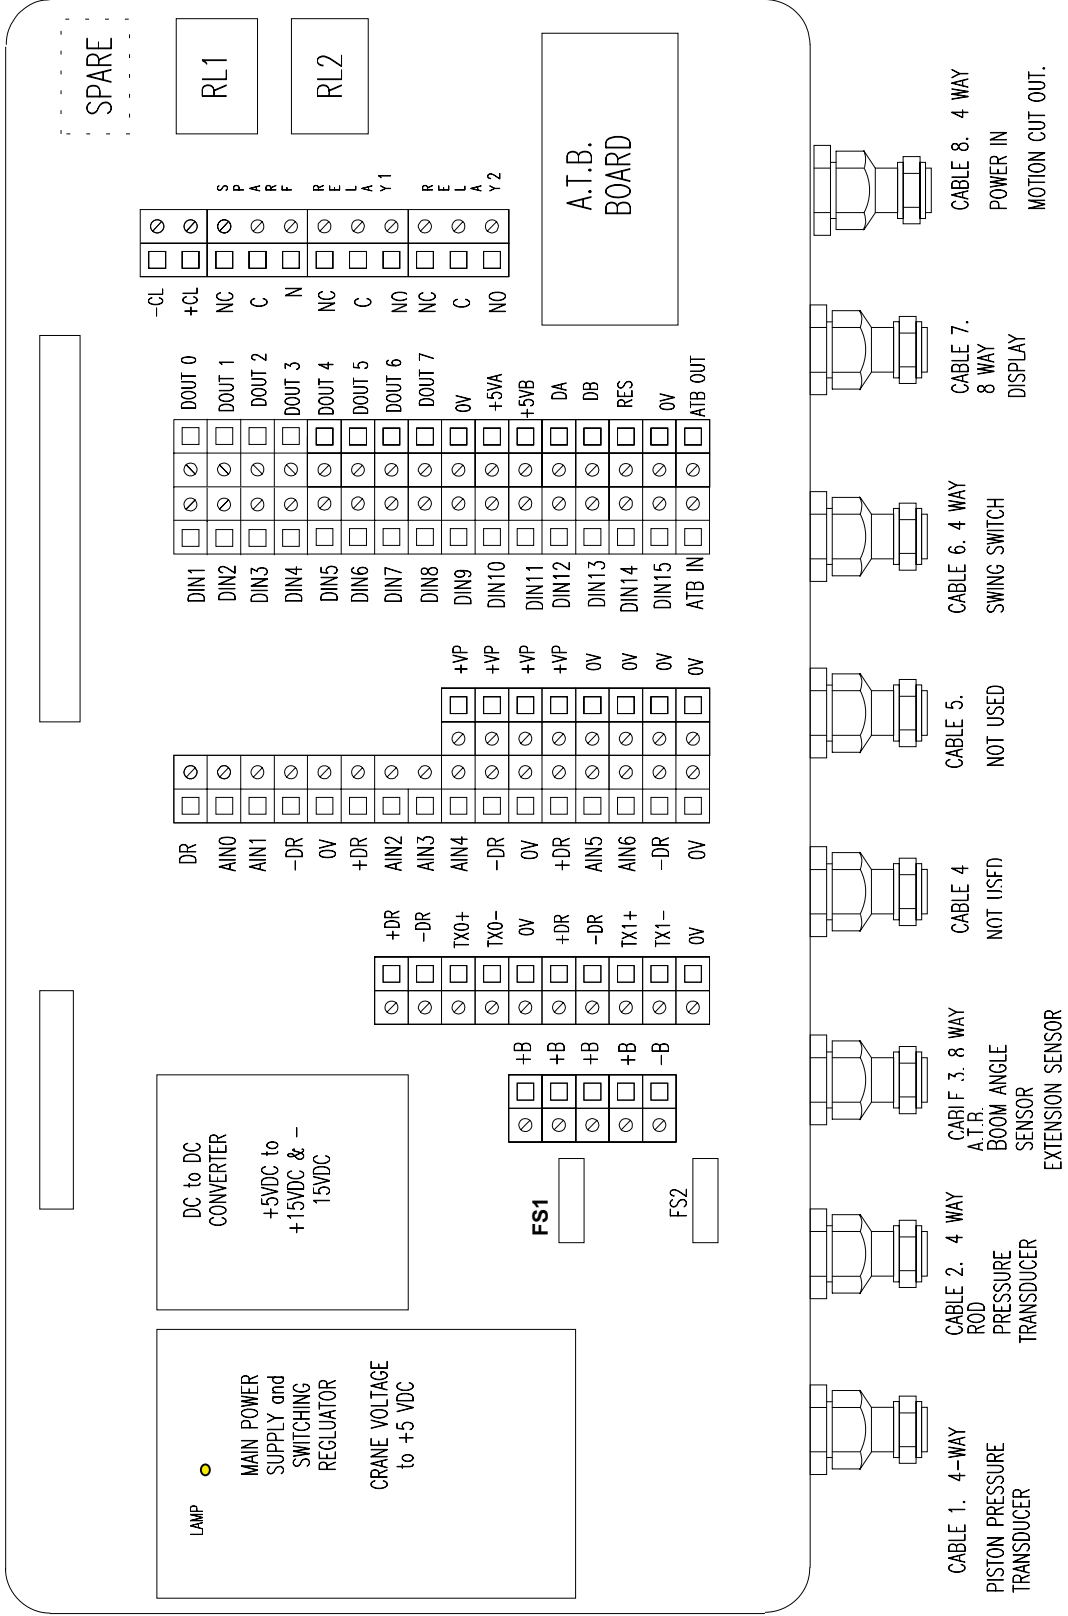 LAMP
MAIN POWER
SUPPLY and
SWITCHING
REGLUATOR
CRANE VOLTAGE
to +5 VDC
DC to DC
CONVERTER
+5VDC to
+15VDC & -
15VDC
FS1
FS2
+B
+B
+B
+B
-B
+DR
-DR
TX0+
TX0-
0V
+DR
-DR
TX1+
TX1-
0V
DR
AIN0
AIN1
-DR
0V
+DR
AIN2
AIN3
AIN4
-DR
0V
+DR
AIN5
AIN6
-DR
0V
+VP
+VP
+VP
+VP
0V
0V
0V
0V
DIN1
DIN2
DIN3
DIN4
DIN5
DIN6
DIN7
DIN8
DIN9
DIN10
DIN11
DIN12
DIN13
DIN14
DIN15
ATB IN
DOUT 0
DOUT 1
DOUT 2
DOUT 3
DOUT 4
DOUT 5
DOUT 6
DOUT 7
0V
+5VA
+5VB
DA
DB
RES
0V
ATB OUT
-CL
+CL
NC
C
N
NC
C
NO
NC
C
NO
SPARE
RELAY1
RELAY2
SPARE
RL1
RL2
A.T.B.
BOARD
CABLE 1. 4-WAY
PISTON PRESSURE
TRANSDUCER
CABLE 2. 4 WAY
ROD
PRESSURE
TRANSDUCER
CABLE 3. 8 WAY
A.T.B.
BOOM ANGLE
SENSOR
EXTENSION SENSOR
CABLE 4
NOT USED
CABLE 5.
NOT USED
CABLE 6. 4 WAY
SWING SWITCH
CABLE 7.
8 WAY
DISPLAY
CABLE 8. 4 WAY
POWER IN
MOTION CUT OUT.